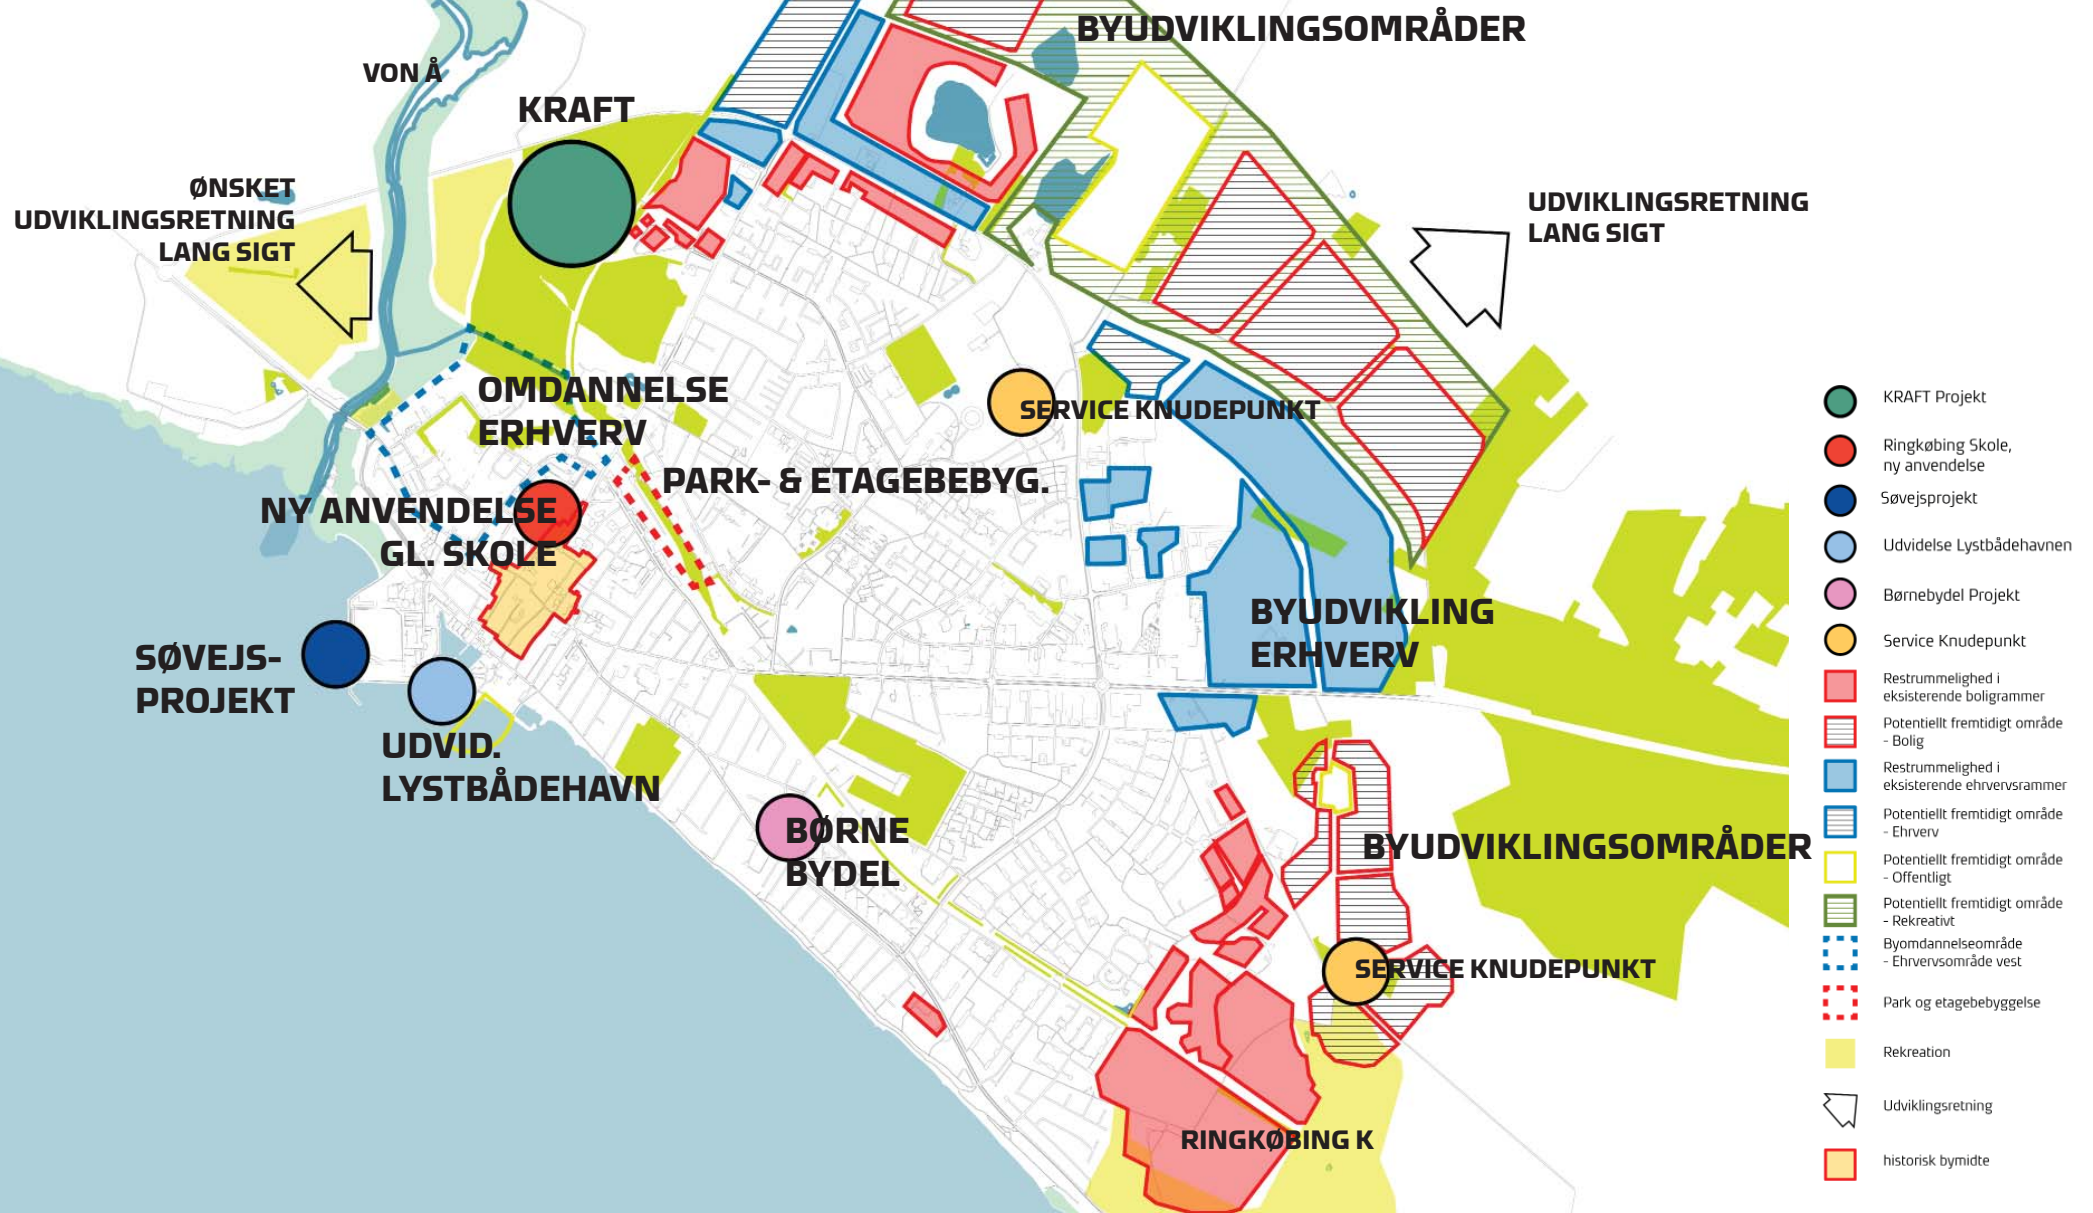 BYUDVIKLINGSOMRÅDER
VON Å
KRAFT
ØNSKET
UDVIKLINGSRETNING
LANG SIGT
UDVIKLINGSRETNING
LANG SIGT
OMDANNELSE
ERHVERV
SERVICE KNUDEPUNKT
PARK- & ETAGEBEBYG.
NY ANVENDELSE
GL. SKOLE
BYUDVIKLING
ERHVERV
SØVEJS-
PROJEKT
UDVID.
LYSTBÅDEHAVN
BØRNE
BYDEL
BYUDVIKLINGSOMRÅDER
SERVICE KNUDEPUNKT
RINGKØBING K
KRAFT Projekt
Ringkøbing Skole,
ny anvendelse
Søvejsprojekt
Udvidelse Lystbådehavnen
Børnebydel Projekt
Service Knudepunkt
Restrummelighed i
eksisterende boligrammer
Potentiellt fremtidigt område
- Bolig
Restrummelighed i
eksisterende ehrvervsrammer
Potentiellt fremtidigt område
- Ehrverv
Potentiellt fremtidigt område
- Offentligt
Potentiellt fremtidigt område
- Rekreativt
Byomdannelseområde
- Ehrvervsområde vest
Park og etagebebyggelse
Rekreation
Udviklingsretning
historisk bymidte